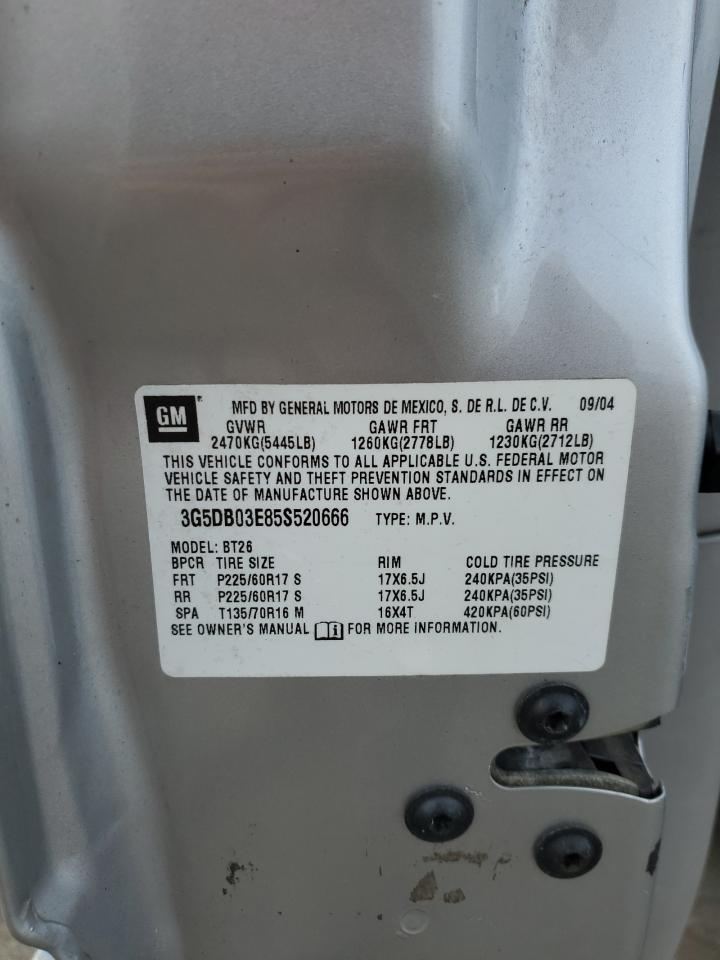 GM MFD BY GENERAL MOTORS DE MEXICO, S. DE R.L. DE C.V. 09/04
GVWR GAWR FRT GAWR RR
2470KG(5445LB) 1260KG(2778LB) 1230KG(2712LB)
THIS VEHICLE CONFORMS TO ALL APPLICABLE U.S. FEDERAL MOTOR
VEHICLE SAFETY AND THEFT PREVENTION STANDARDS IN EFFECT ON
THE DATE OF MANUFACTURE SHOWN ABOVE.
3G5DB03E85S520666 TYPE: M.P.V.
MODEL: BT26
BPCR TIRE SIZE RIM COLD TIRE PRESSURE
FRT P225/60R17 S 17X6.5J 240KPA(35PSI)
RR P225/60R17 S 17X6.5J 240KPA(35PSI)
SPA T135/70R16 M 16X4T 420KPA(60PSI)
SEE OWNER'S MANUAL i FOR MORE INFORMATION.